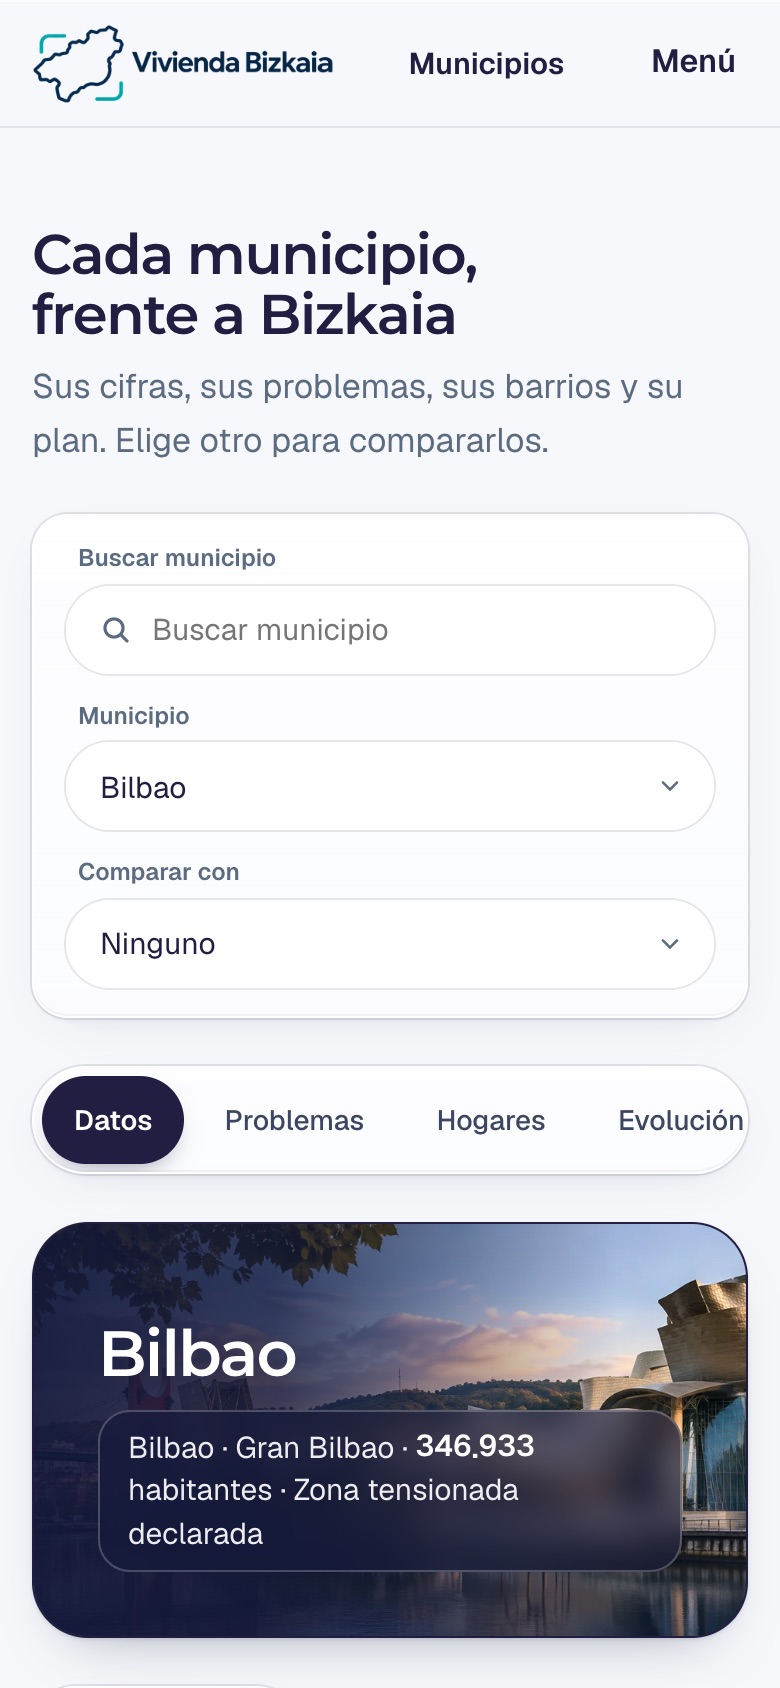 Vivienda Bizkaia
Municipios
Menú
Cada municipio,
frente a Bizkaia
Sus cifras, sus problemas, sus barrios y su
plan. Elige otro para compararlos.
Buscar municipio
Buscar municipio
Municipio
Bilbao
Comparar con
Ninguno
Datos
Problemas
Hogares
Evolución
Bilbao
Bilbao · Gran Bilbao · 346.933
habitantes · Zona tensionada
declarada